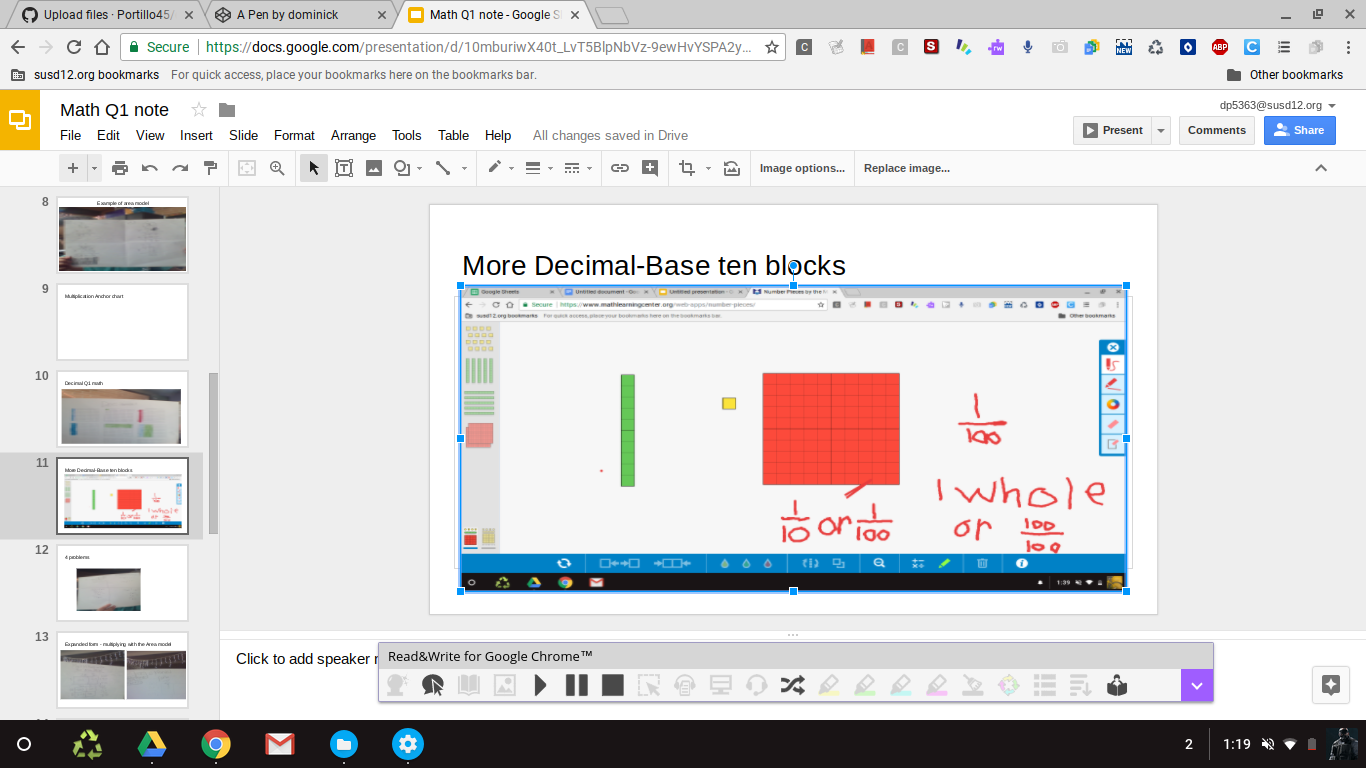 Upload files · Portillo45/
A Pen by dominick
Math Q1 note - Google Sl
Secure
https://docs.google.com/presentation/d/10mburiwX40t_LvT5BlpNbVz-9ewHvYSPA2y...
susd12.org bookmarks
For quick access, place your bookmarks here on the bookmarks bar.
Other bookmarks
Math Q1 note
dp5363@susd12.org
File Edit View Insert Slide Format Arrange Tools Table Help
All changes saved in Drive
Present
Comments
Share
Image options...
Replace image...
8
Example of area model
9
Multiplication Anchor chart
10
Decimal Q1 math
11
More Decimal-Base ten blocks
12
4 problems
13
Expanded form - multiplying with the Area model
More Decimal-Base ten blocks
Google Sheets
Untitled document - Goo
Untitled presentation - G
Number Pieces by the M
Secure
https://www.mathlearningcenter.org/web-apps/number-pieces/
susd12.org bookmarks
For quick access, place your bookmarks here on the bookmarks bar.
Other bookmarks
1/100
1/10 or 1/100
1 whole
or 100/100
1:39
Click to add speaker
Read&Write for Google Chrome™
2
1:19